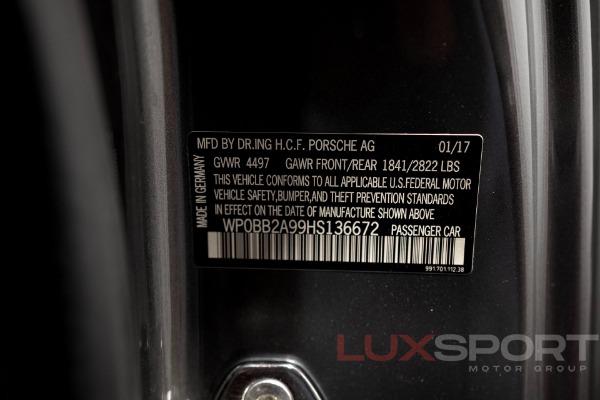 MFD BY DR.ING H.C.F. PORSCHE AG 01/17
GVWR 4497 GAWR FRONT/REAR 1841/2822 LBS
THIS VEHICLE CONFORMS TO ALL APPLICABLE U.S.FEDERAL MOTOR
VEHICLE SAFETY,BUMPER,AND THEFT PREVENTION STANDARDS
IN EFFECT ON THE DATE OF MANUFACTURE SHOWN ABOVE
WP0BB2A99HS136672 PASSENGER CAR
MADE IN GERMANY
991.701.112.38
LUXSPORT
MOTOR GROUP